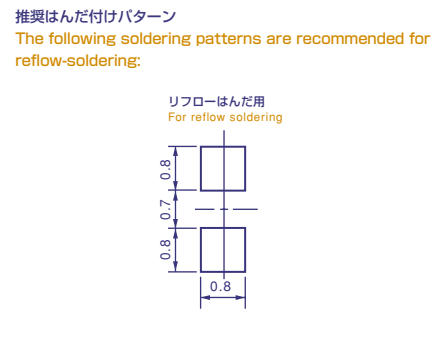 推奨はんだ付けパターン
The following soldering patterns are recommended for
reflow-soldering:
リフローはんだ用
For reflow soldering
0.8
0.7
0.8
0.8